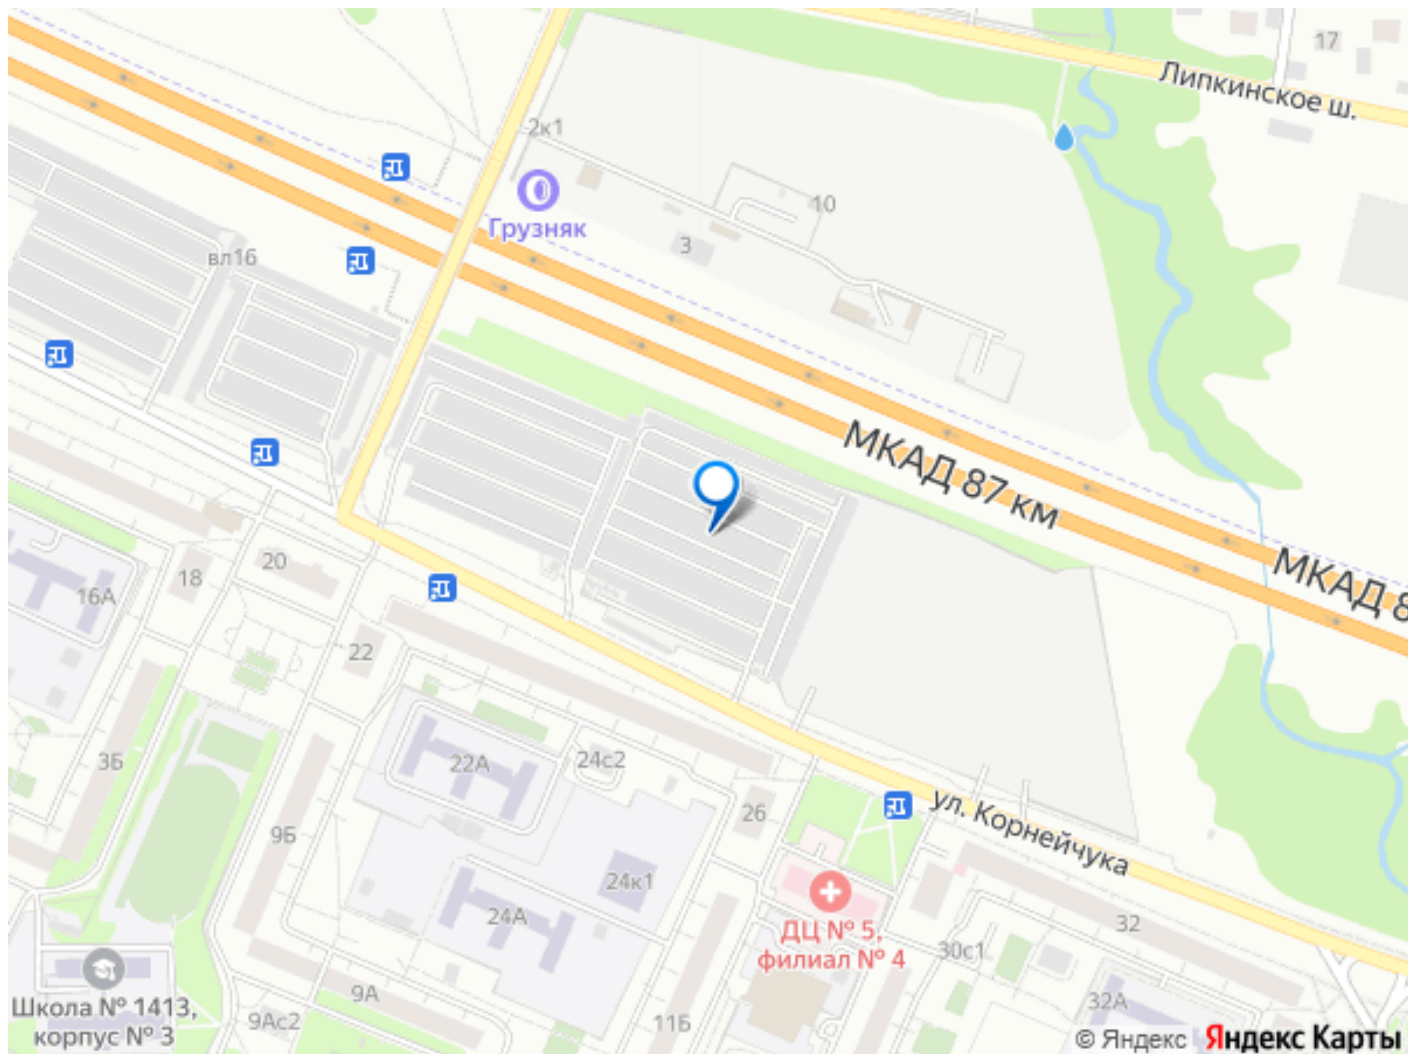 17
Липкинское ш.
2к1
Грузняк
10
3
вл16
МКАД 87 км
МКАД 8
16А
18
20
22
3Б
22А
24с2
26
9Б
ул. Корнейчука
24к1
24А
ДЦ № 5,
филиал № 4
32
30с1
32А
Школа № 1413,
корпус № 3
9А
9Ас2
11Б
© Яндекс Яндекс Карты